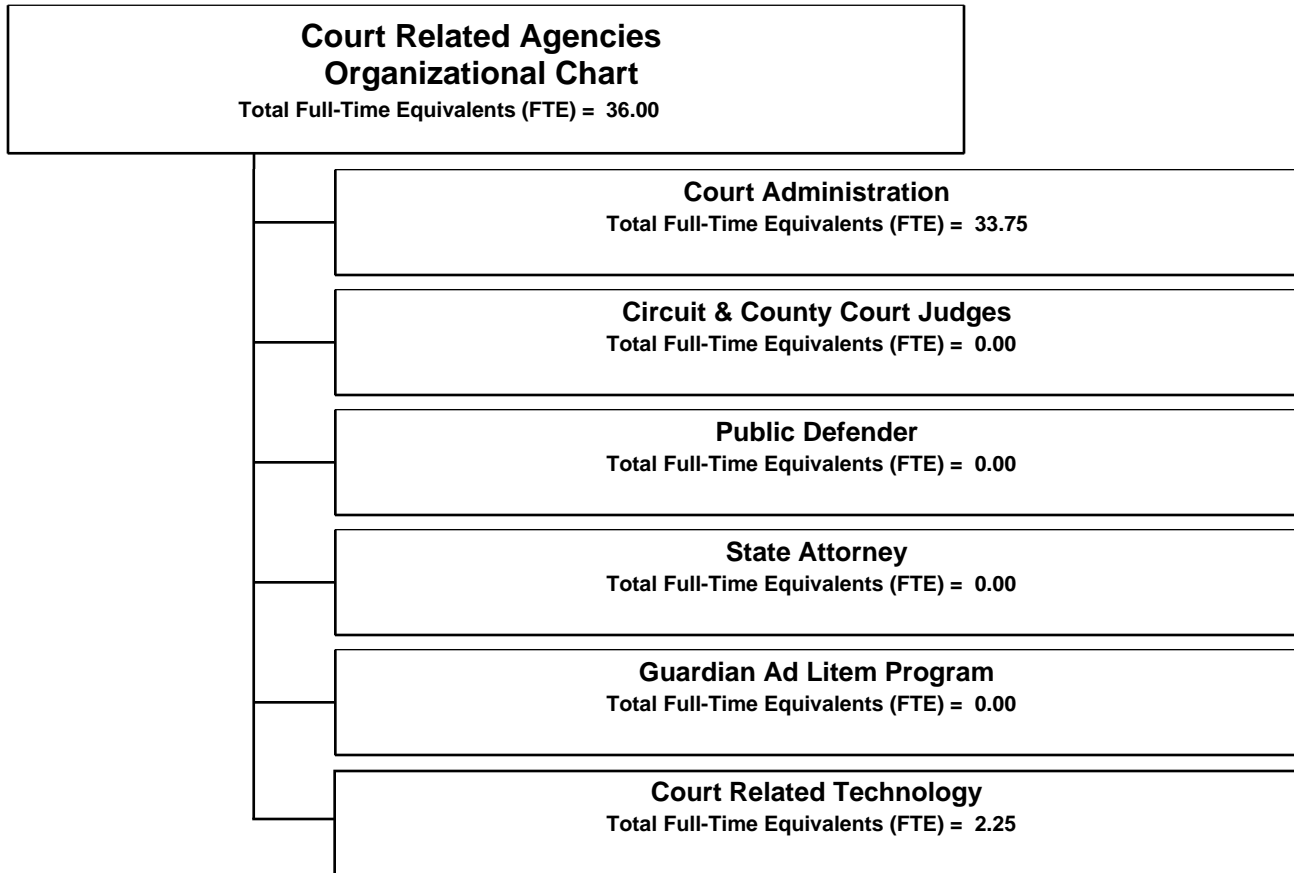 Court Related Agencies
Organizational Chart
Total Full-Time Equivalents (FTE) = 36.00
Court Administration
Total Full-Time Equivalents (FTE) = 33.75
Circuit & County Court Judges
Total Full-Time Equivalents (FTE) = 0.00
Public Defender
Total Full-Time Equivalents (FTE) = 0.00
State Attorney
Total Full-Time Equivalents (FTE) = 0.00
Guardian Ad Litem Program
Total Full-Time Equivalents (FTE) = 0.00
Court Related Technology
Total Full-Time Equivalents (FTE) = 2.25